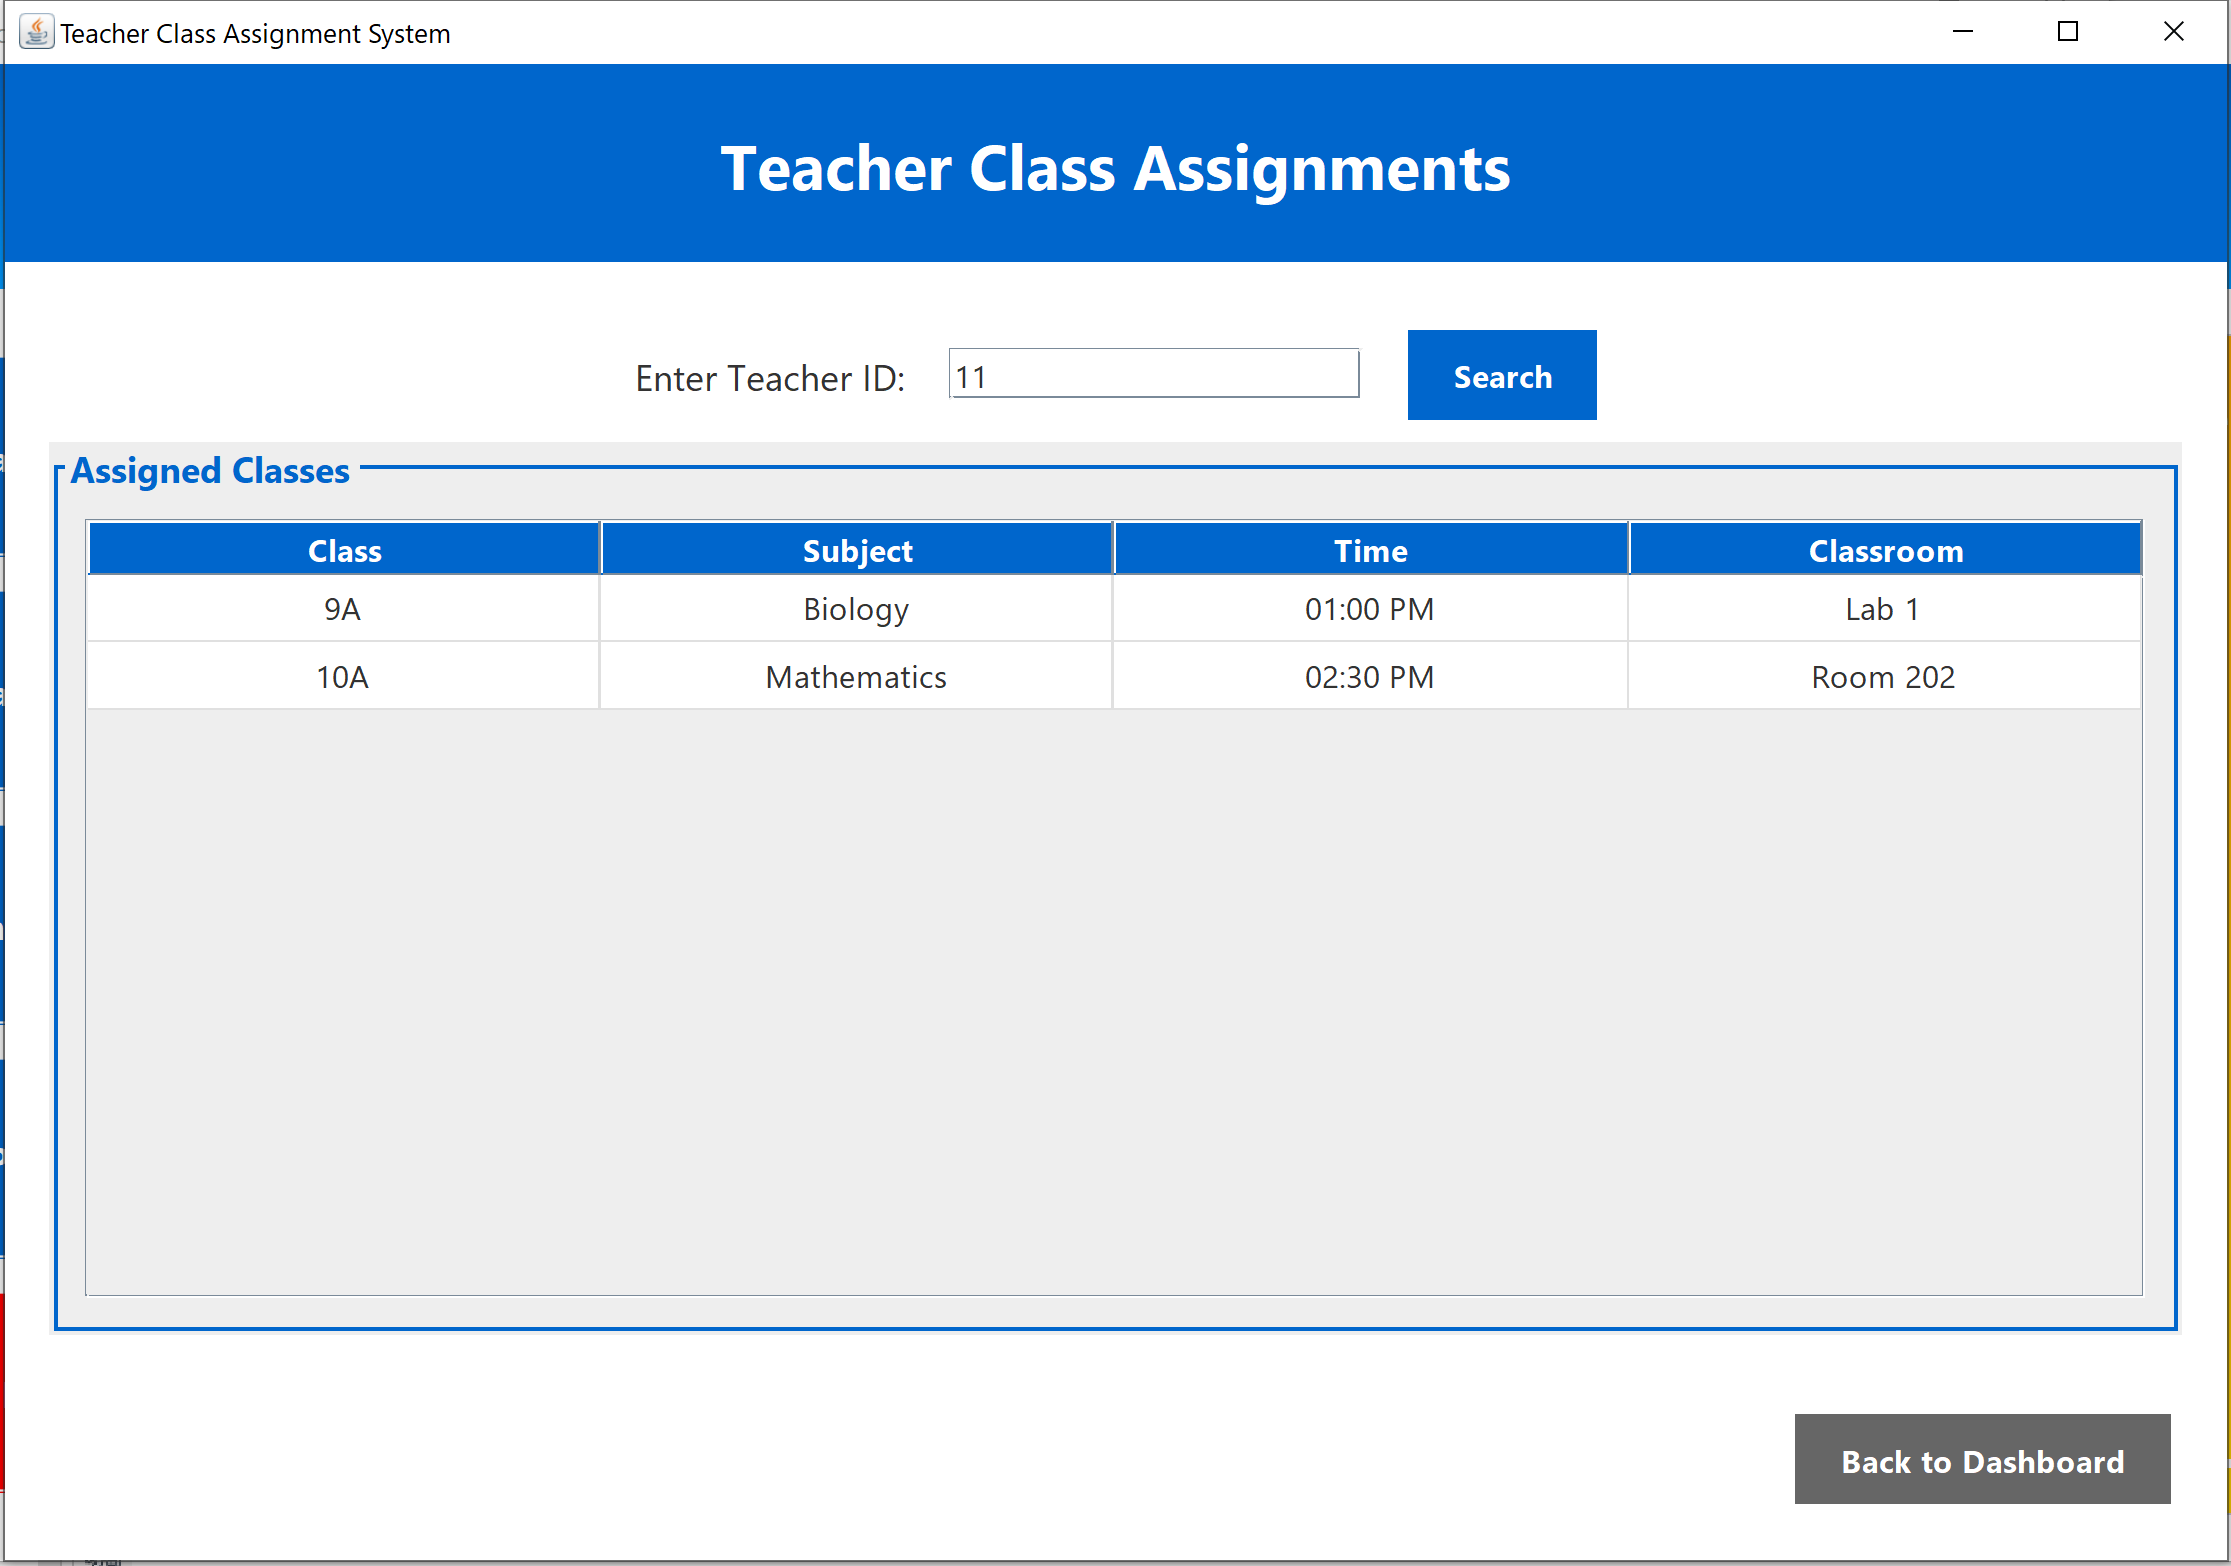 Teacher Class Assignment System
Teacher Class Assignments
Enter Teacher ID: 11 Search
Assigned Classes
Class Subject Time Classroom
9A Biology 01:00 PM Lab 1
10A Mathematics 02:30 PM Room 202
Back to Dashboard